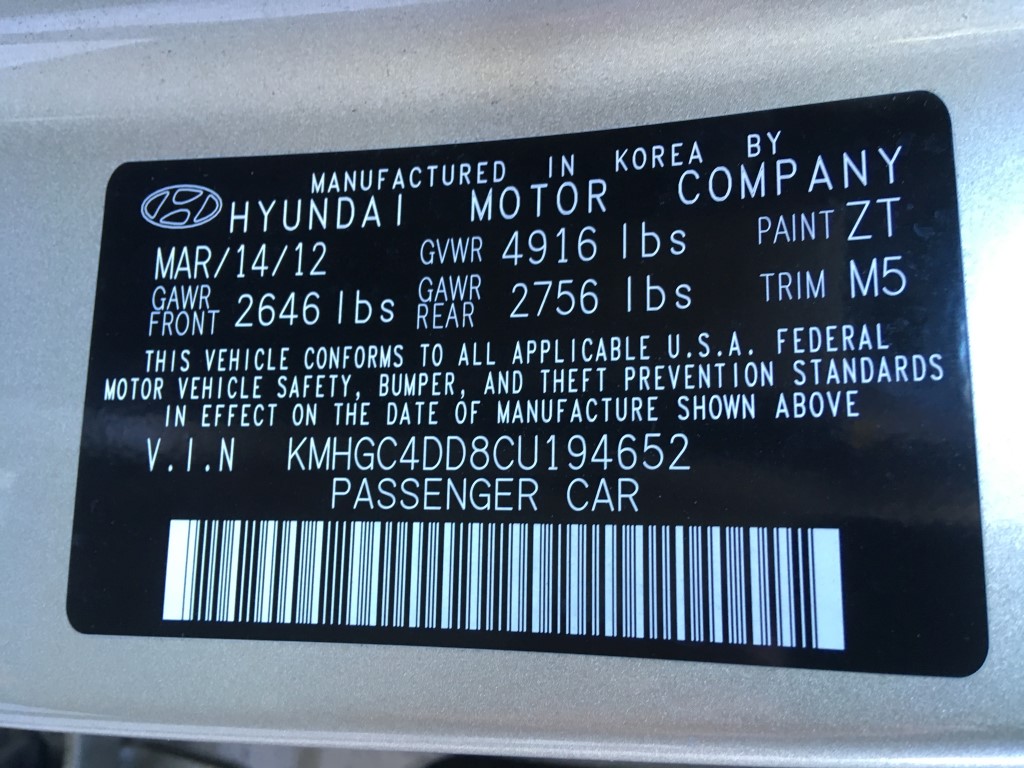 MANUFACTURED IN KOREA BY
HYUNDAI MOTOR COMPANY
MAR/14/12 GVWR 4916 lbs PAINT ZT
GAWR FRONT 2646 lbs GAWR REAR 2756 lbs TRIM M5
THIS VEHICLE CONFORMS TO ALL APPLICABLE U.S.A. FEDERAL
MOTOR VEHICLE SAFETY, BUMPER, AND THEFT PREVENTION STANDARDS
IN EFFECT ON THE DATE OF MANUFACTURE SHOWN ABOVE
V.I.N KMHGC4DD8CU194652
PASSENGER CAR